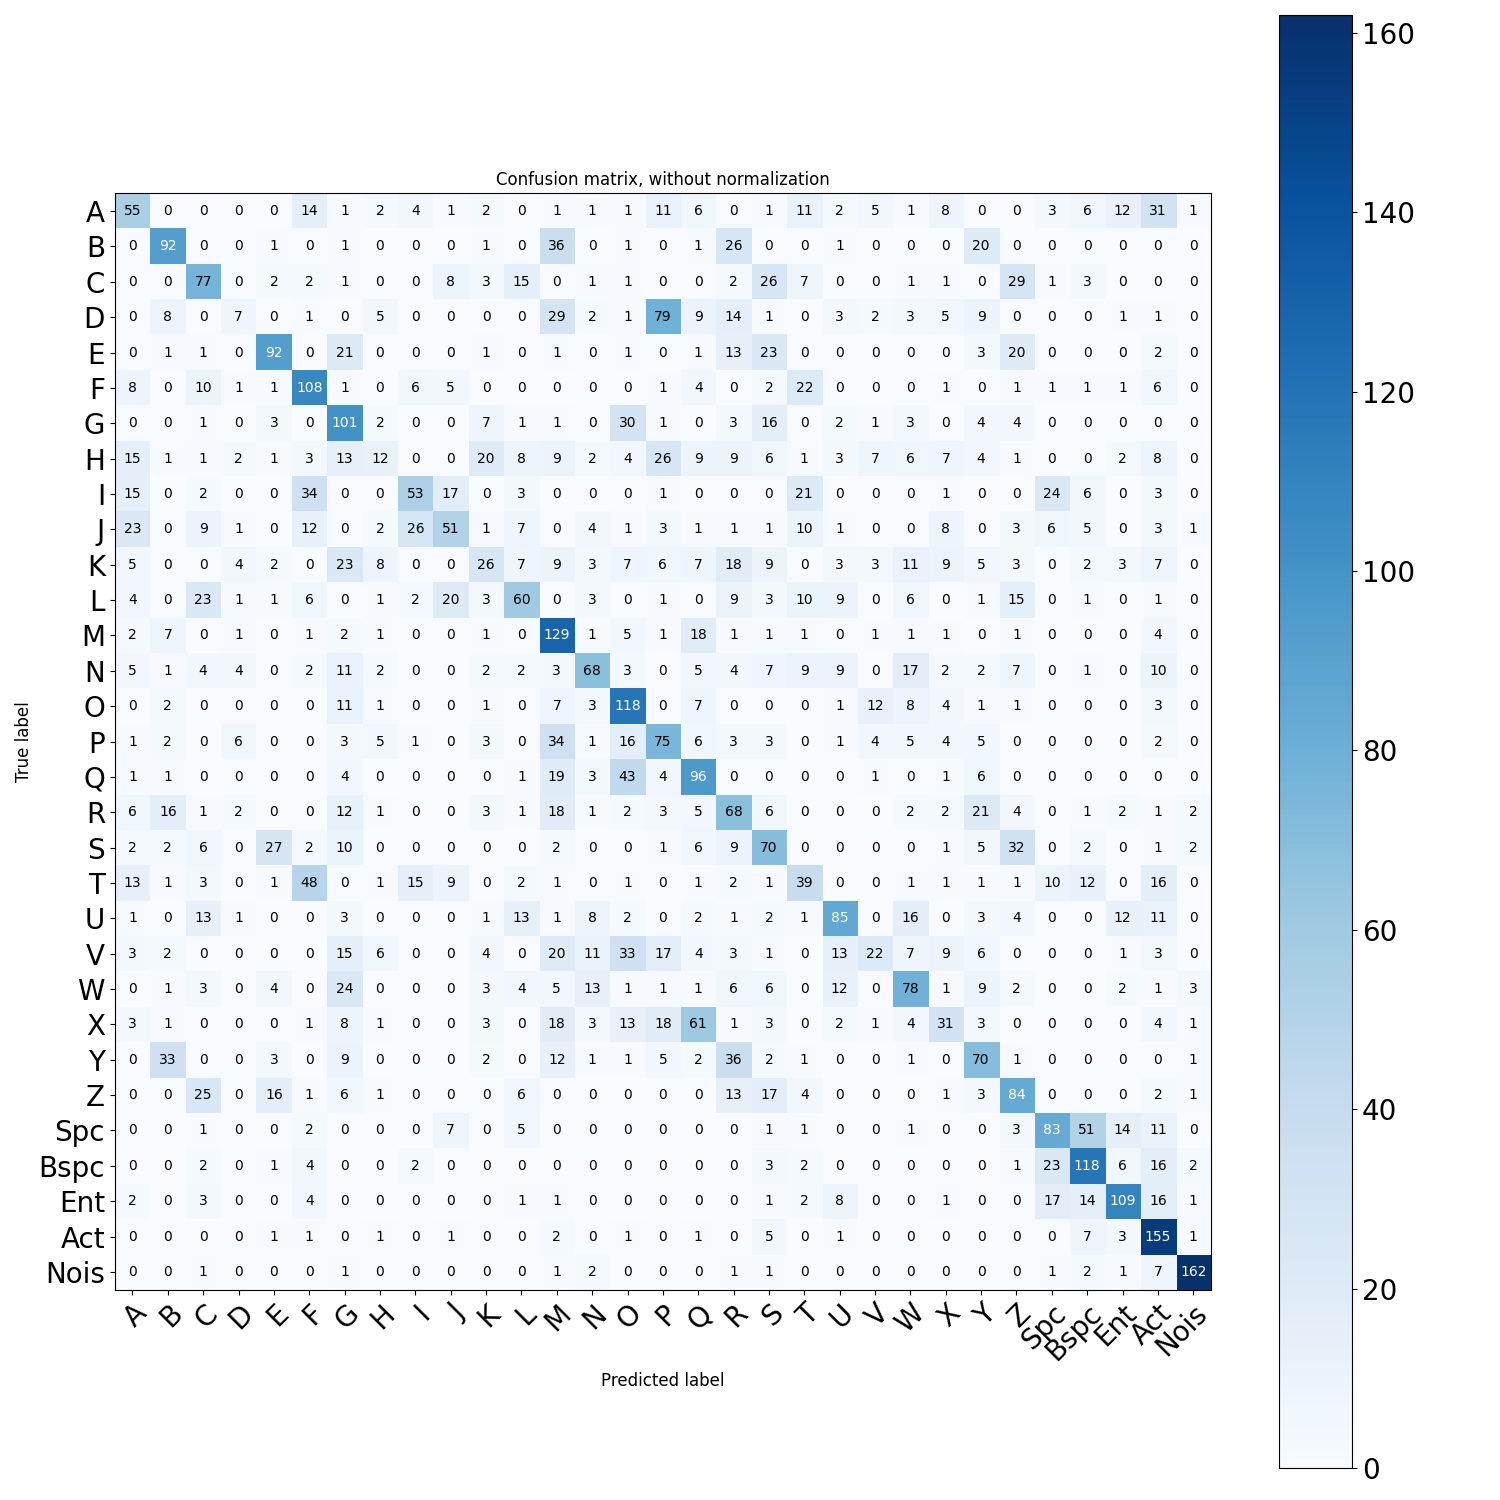 Confusion matrix, without normalization
A 55 0 0 0 0 14 1 2 4 1 2 0 1 1 1 11 6 0 1 11 2 5 1 8 0 0 3 6 12 31 1
B 0 92 0 0 1 0 1 0 0 0 1 0 36 0 1 0 1 26 0 0 1 0 0 0 20 0 0 0 0 0 0
C 0 0 77 0 2 2 1 0 0 8 3 15 0 1 1 0 0 2 26 7 0 0 1 1 0 29 1 3 0 0 0
D 0 8 0 7 0 1 0 5 0 0 0 0 29 2 1 79 9 14 1 0 3 2 3 5 9 0 0 0 1 1 0
E 0 1 1 0 92 0 21 0 0 0 1 0 1 0 1 0 1 13 23 0 0 0 0 0 3 20 0 0 0 2 0
F 8 0 10 1 1 108 1 0 6 5 0 0 0 0 0 1 4 0 2 22 0 0 0 1 0 1 1 1 1 6 0
G 0 0 1 0 3 0 101 2 0 0 7 1 1 0 30 1 0 3 16 0 2 1 3 0 4 4 0 0 0 0 0
H 15 1 1 2 1 3 13 12 0 0 20 8 9 2 4 26 9 9 6 1 3 7 6 7 4 1 0 0 2 8 0
I 15 0 2 0 0 34 0 0 53 17 0 3 0 0 0 1 0 0 0 21 0 0 0 1 0 0 24 6 0 3 0
J 23 0 9 1 0 12 0 2 26 51 1 7 0 4 1 3 1 1 1 10 1 0 0 8 0 3 6 5 0 3 1
K 5 0 0 4 2 0 23 8 0 0 26 7 9 3 7 6 7 18 9 0 3 3 11 9 5 3 0 2 3 7 0
L 4 0 23 1 1 6 0 1 2 20 3 60 0 3 0 1 0 9 3 10 9 0 6 0 1 15 0 1 0 1 0
M 2 7 0 1 0 1 2 1 0 0 1 0 129 1 5 1 18 1 1 1 0 1 1 1 0 1 0 0 0 4 0
N 5 1 4 4 0 2 11 2 0 0 2 2 3 68 3 0 5 4 7 9 9 0 17 2 2 7 0 1 0 10 0
O 0 2 0 0 0 0 11 1 0 0 1 0 7 3 118 0 7 0 0 0 1 12 8 4 1 1 0 0 0 3 0
P 1 2 0 6 0 0 3 5 1 0 3 0 34 1 16 75 6 3 3 0 1 4 5 4 5 0 0 0 0 2 0
Q 1 1 0 0 0 0 4 0 0 0 0 1 19 3 43 4 96 0 0 0 0 1 0 1 6 0 0 0 0 0 0
R 6 16 1 2 0 0 12 1 0 0 3 1 18 1 2 3 5 68 6 0 0 0 2 2 21 4 0 1 2 1 2
S 2 2 6 0 27 2 10 0 0 0 0 0 2 0 0 1 6 9 70 0 0 0 0 1 5 32 0 2 0 1 2
T 13 1 3 0 1 48 0 1 15 9 0 2 1 0 1 0 1 2 1 39 0 0 1 1 1 1 10 12 0 16 0
U 1 0 13 1 0 0 3 0 0 0 1 13 1 8 2 0 2 1 2 1 85 0 16 0 3 4 0 0 12 11 0
V 3 2 0 0 0 0 15 6 0 0 4 0 20 11 33 17 4 3 1 0 13 22 7 9 6 0 0 0 1 3 0
W 0 1 3 0 4 0 24 0 0 0 3 4 5 13 1 1 1 6 6 0 12 0 78 1 9 2 0 0 2 1 3
X 3 1 0 0 0 1 8 1 0 0 3 0 18 3 13 18 61 1 3 0 2 1 4 31 3 0 0 0 0 4 1
Y 0 33 0 0 3 0 9 0 0 0 2 0 12 1 1 5 2 36 2 1 0 0 1 0 70 1 0 0 0 0 1
Z 0 0 25 0 16 1 6 1 0 0 0 6 0 0 0 0 0 13 17 4 0 0 0 1 3 84 0 0 0 2 1
Spc 0 0 1 0 0 2 0 0 0 7 0 5 0 0 0 0 0 0 1 1 0 0 1 0 0 3 83 51 14 11 0
Bspc 0 0 2 0 1 4 0 0 2 0 0 0 0 0 0 0 0 0 3 2 0 0 0 0 0 1 23 118 6 16 2
Ent 2 0 3 0 0 4 0 0 0 0 0 1 1 0 0 0 0 0 1 2 8 0 0 1 0 0 17 14 109 16 1
Act 0 0 0 0 1 1 0 1 0 1 0 0 2 0 1 0 1 0 5 0 1 0 0 0 0 0 0 7 3 155 1
Nois 0 0 1 0 0 0 1 0 0 0 0 0 1 2 0 0 0 1 1 0 0 0 0 0 0 0 1 2 1 7 162
A B C D E F G H I J K L M N O P Q R S T U V W X Y Z Spc Bspc Ent Act Nois
True label
Predicted label
160
140
120
100
80
60
40
20
0